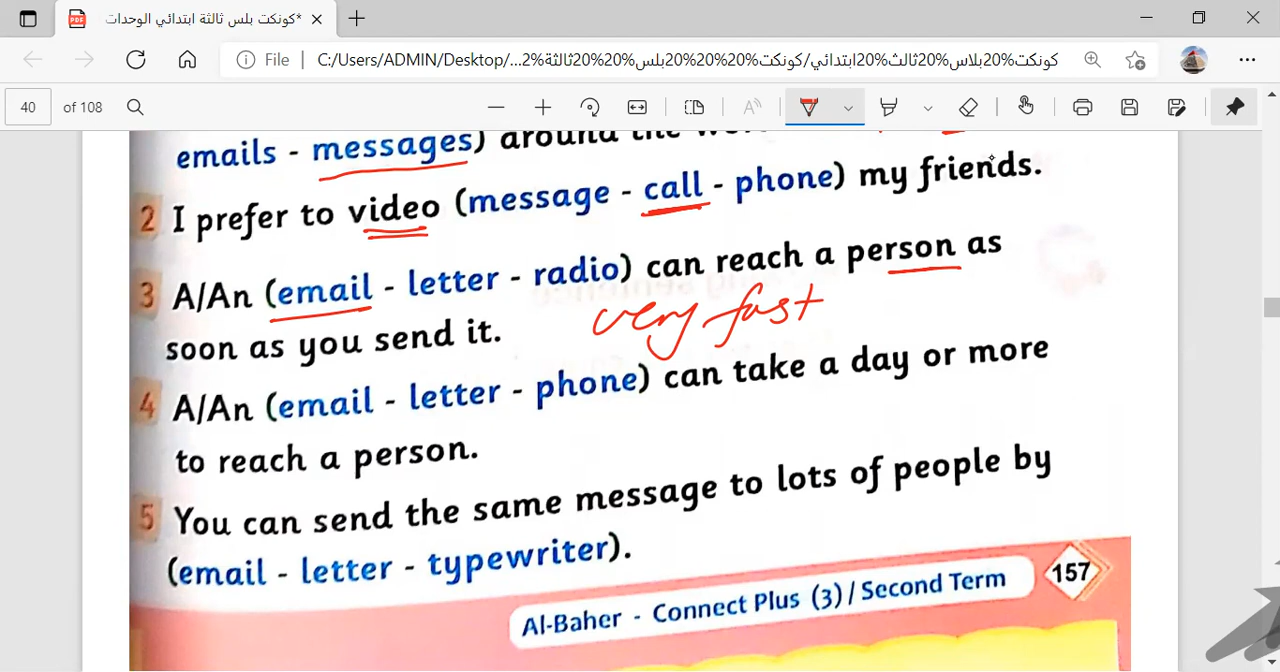 *كونكت بلس ثالثة ابتدائي الوحدات
File
C:/Users/ADMIN/Desktop/...2%كونكت%20بلاس%20ثالث%20ابتدائي/كونكت%20%20%20بلس%20%20ثالثة
40 of 108
emails - messages) around the
2 I prefer to video (message - call - phone) my friends.
3 A/An (email - letter - radio) can reach a person as
soon as you send it.
very fast
4 A/An (email - letter - phone) can take a day or more
to reach a person.
5 You can send the same message to lots of people by
(email - letter - typewriter).
157
Al-Baher - Connect Plus (3) / Second Term